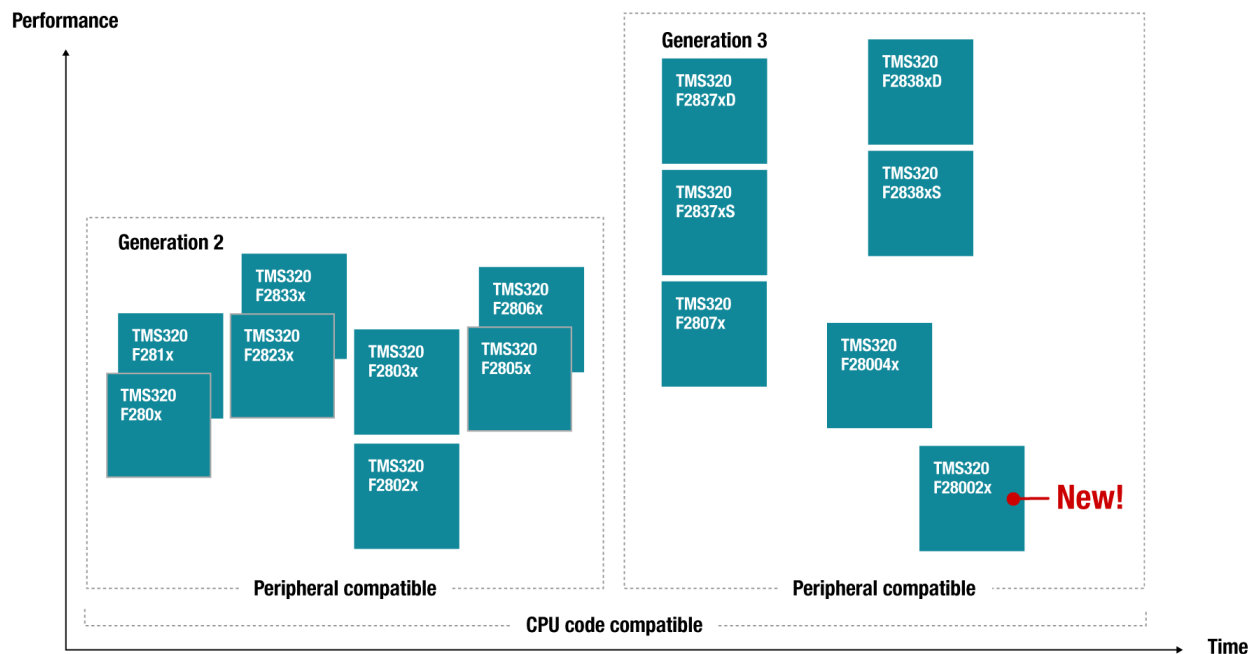 Performance
Generation 2
TMS320
F281x
TMS320
F280x
TMS320
F2833x
TMS320
F2823x
TMS320
F2803x
TMS320
F2802x
TMS320
F2806x
TMS320
F2805x
Peripheral compatible
Generation 3
TMS320
F2837xD
TMS320
F2837xS
TMS320
F2807x
TMS320
F2838xD
TMS320
F2838xS
TMS320
F28004x
TMS320
F28002x
New!
Peripheral compatible
CPU code compatible
Time